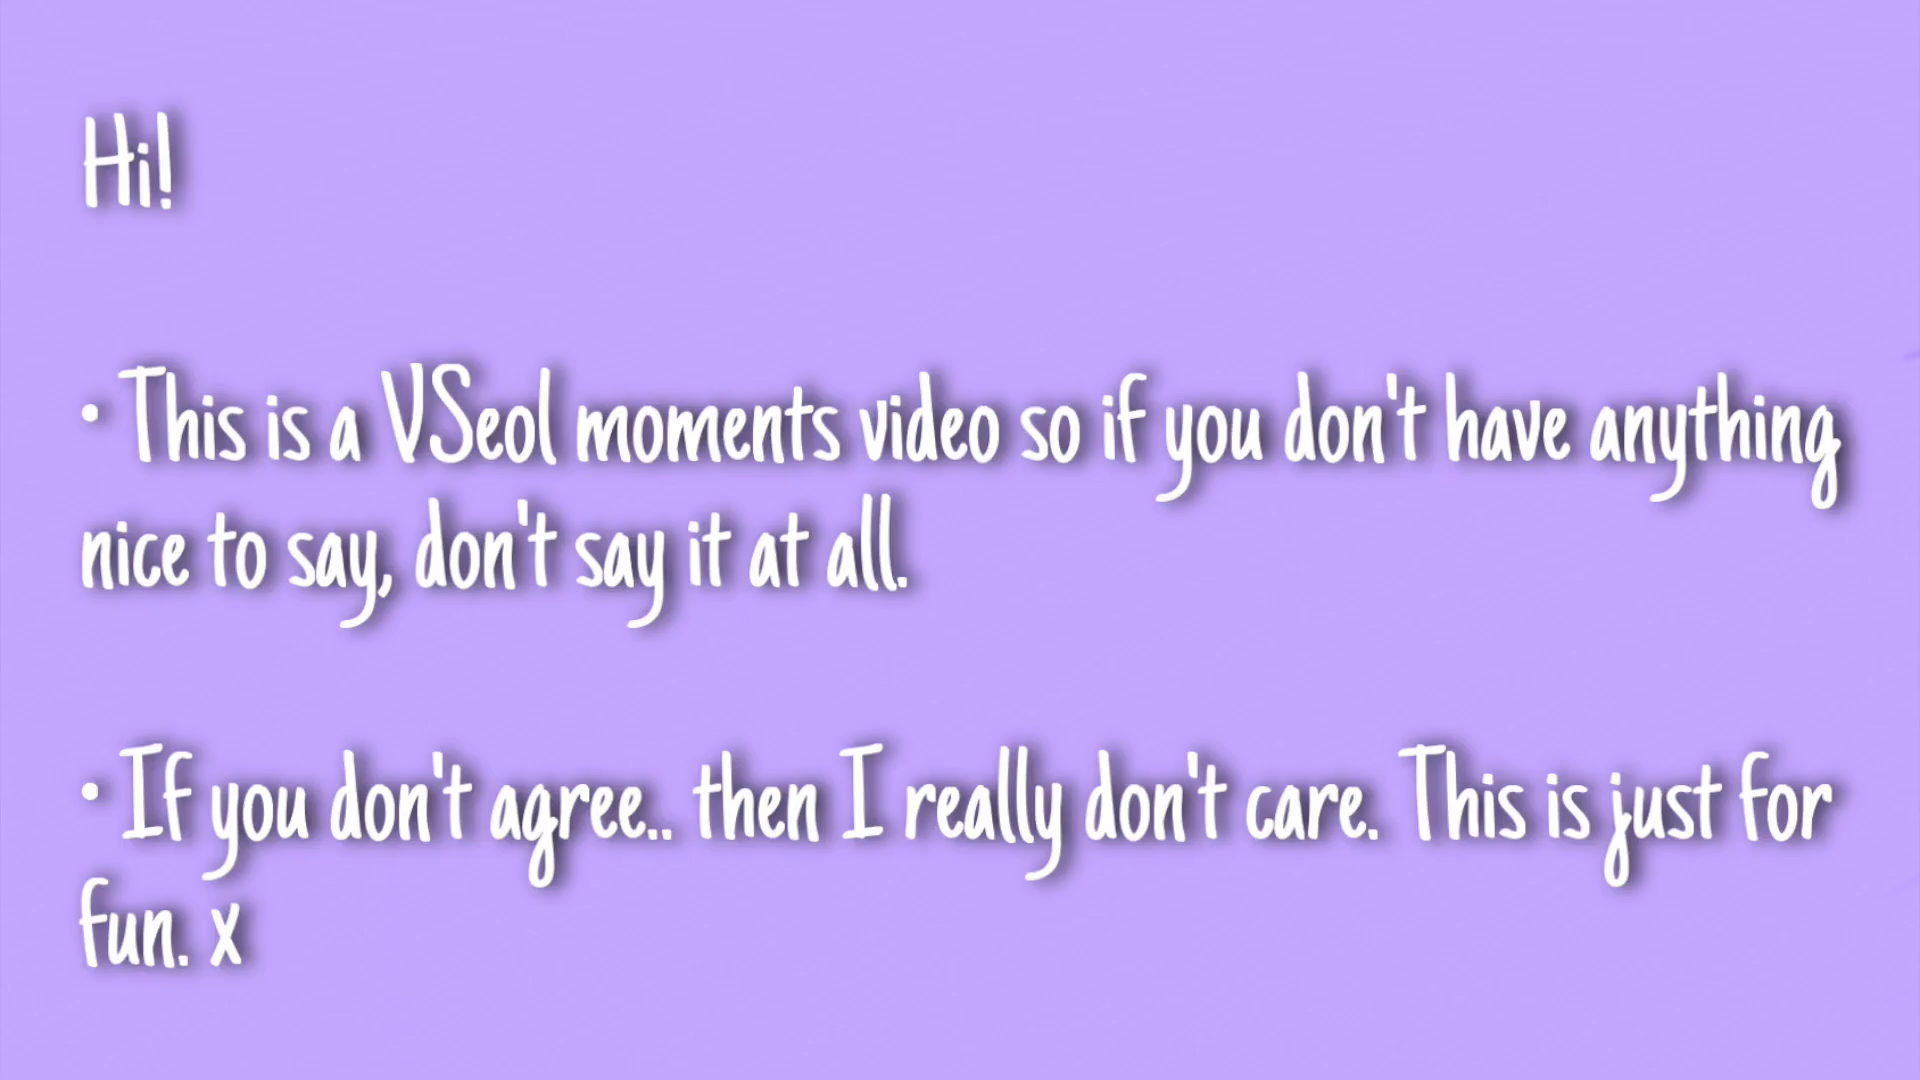 Hi!
• This is a VSeol moments video so if you don't have anything
nice to say, don't say it at all.
• If you don't agree.. then I really don't care. This is just for
fun. x